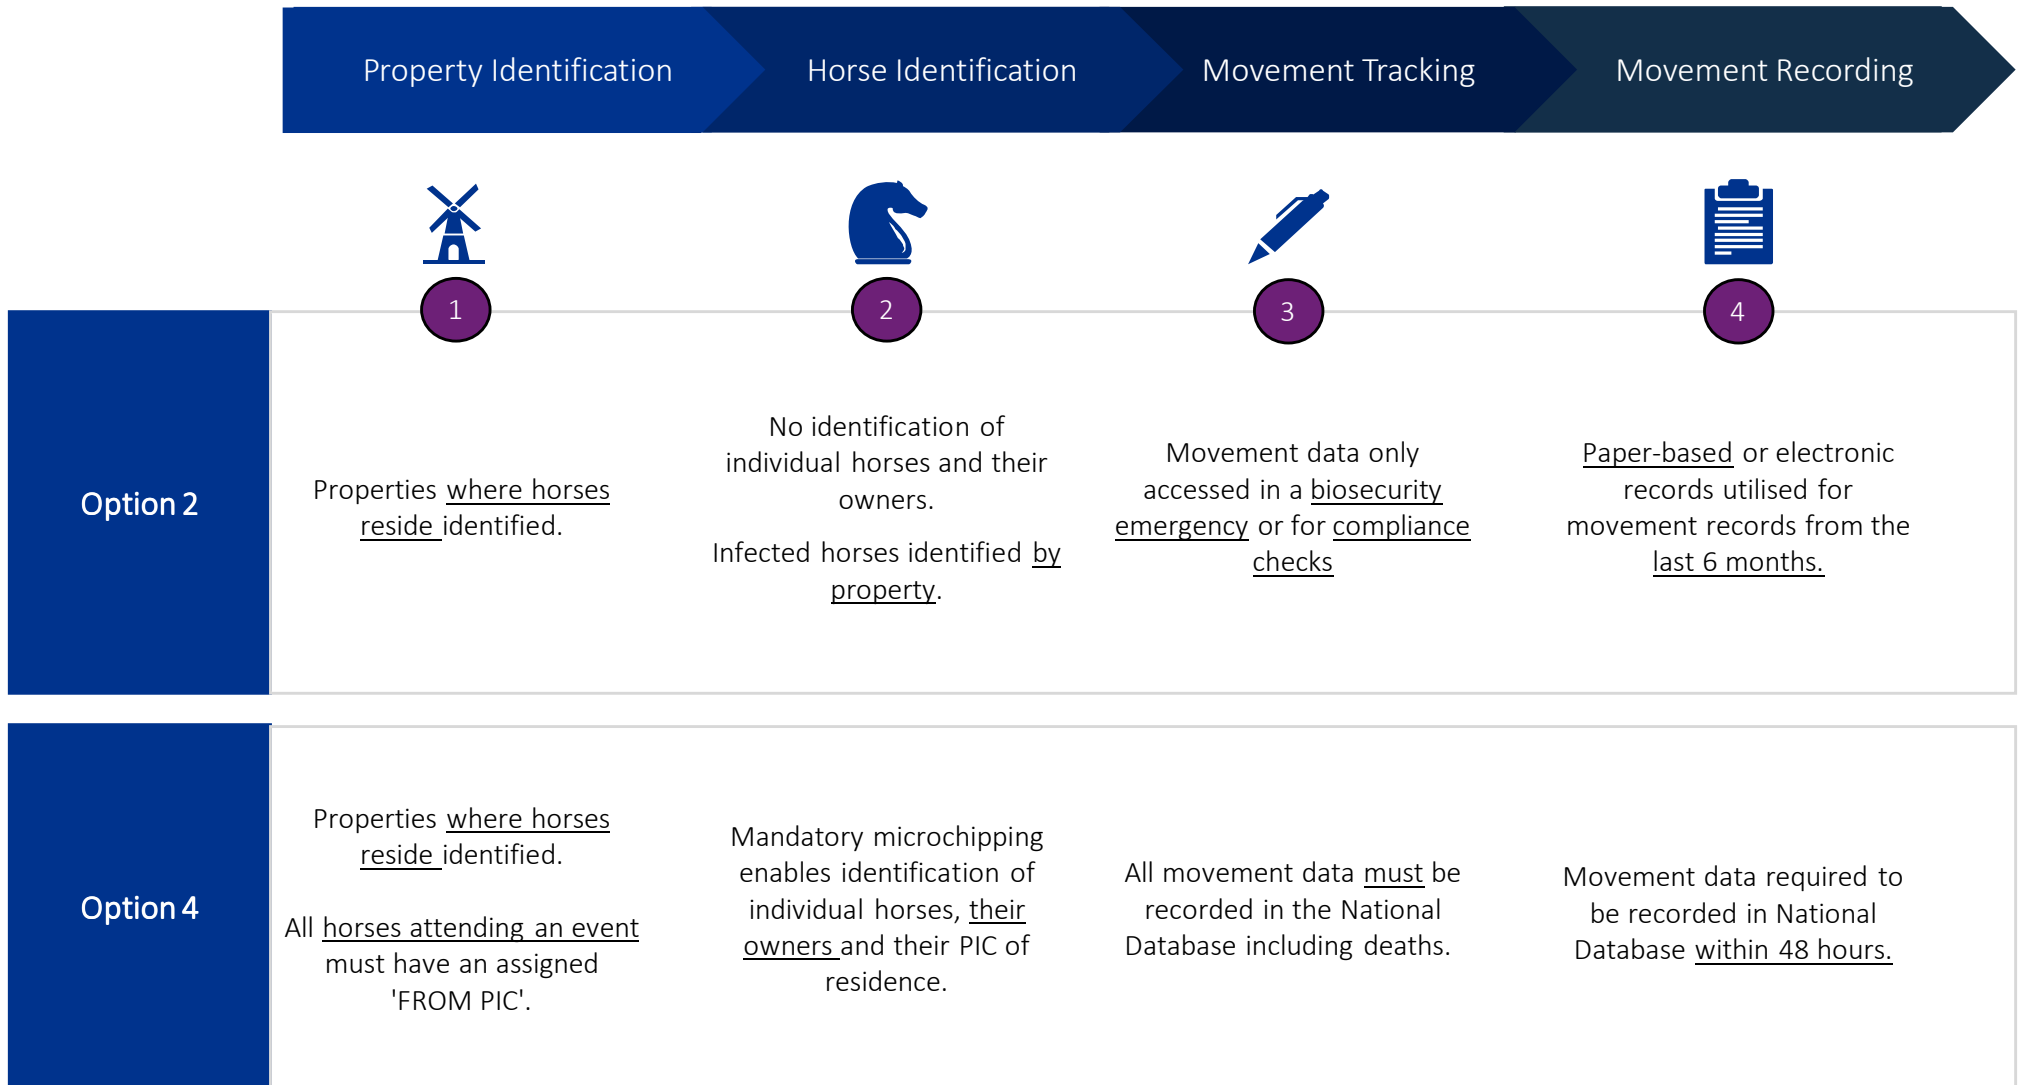 Property Identification
Horse Identification
Movement Tracking
Movement Recording
1
2
3
4
Option 2
Properties where horses
reside identified.
No identification of
individual horses and their
owners.
Infected horses identified by
property.
Movement data only
accessed in a biosecurity
emergency or for compliance
checks
Paper-based or electronic
records utilised for
movement records from the
last 6 months.
Option 4
Properties where horses
reside identified.
All horses attending an event
must have an assigned
'FROM PIC'.
Mandatory microchipping
enables identification of
individual horses, their
owners and their PIC of
residence.
All movement data must be
recorded in the National
Database including deaths.
Movement data required to
be recorded in National
Database within 48 hours.